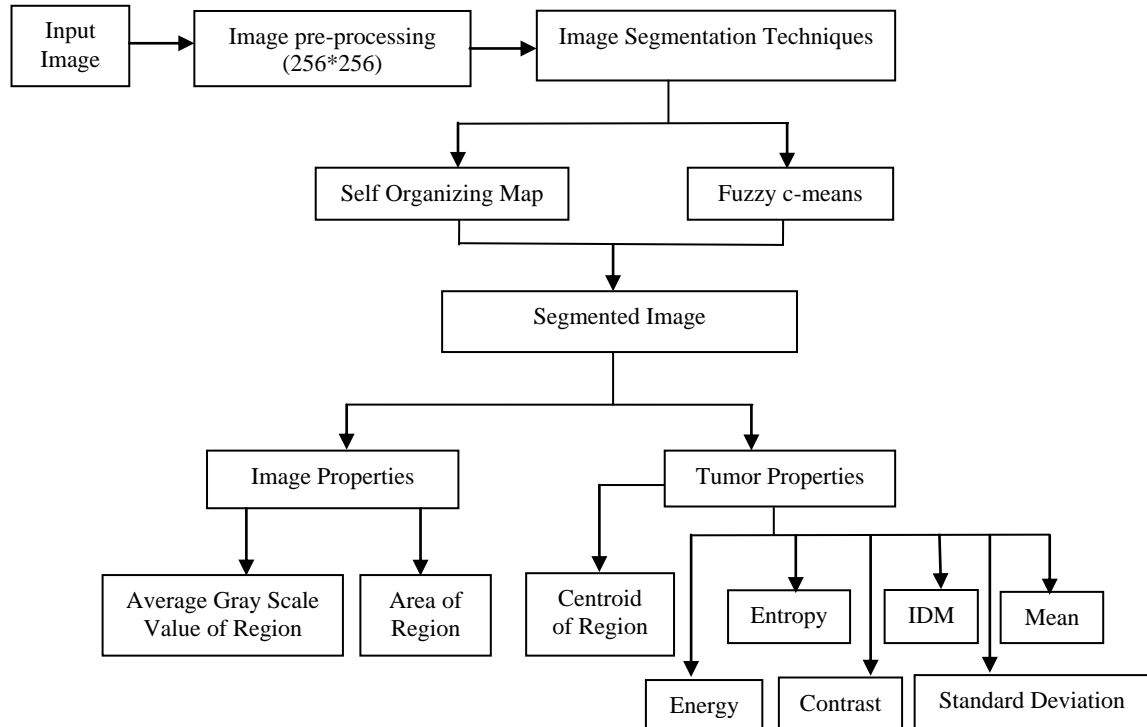 Input
Image
Image pre-processing
(256*256)
Image Segmentation Techniques
Self Organizing Map
Fuzzy c-means
Segmented Image
Image Properties
Tumor Properties
Average Gray Scale
Value of Region
Area of
Region
Centroid
of Region
Entropy
IDM
Mean
Energy
Contrast
Standard Deviation